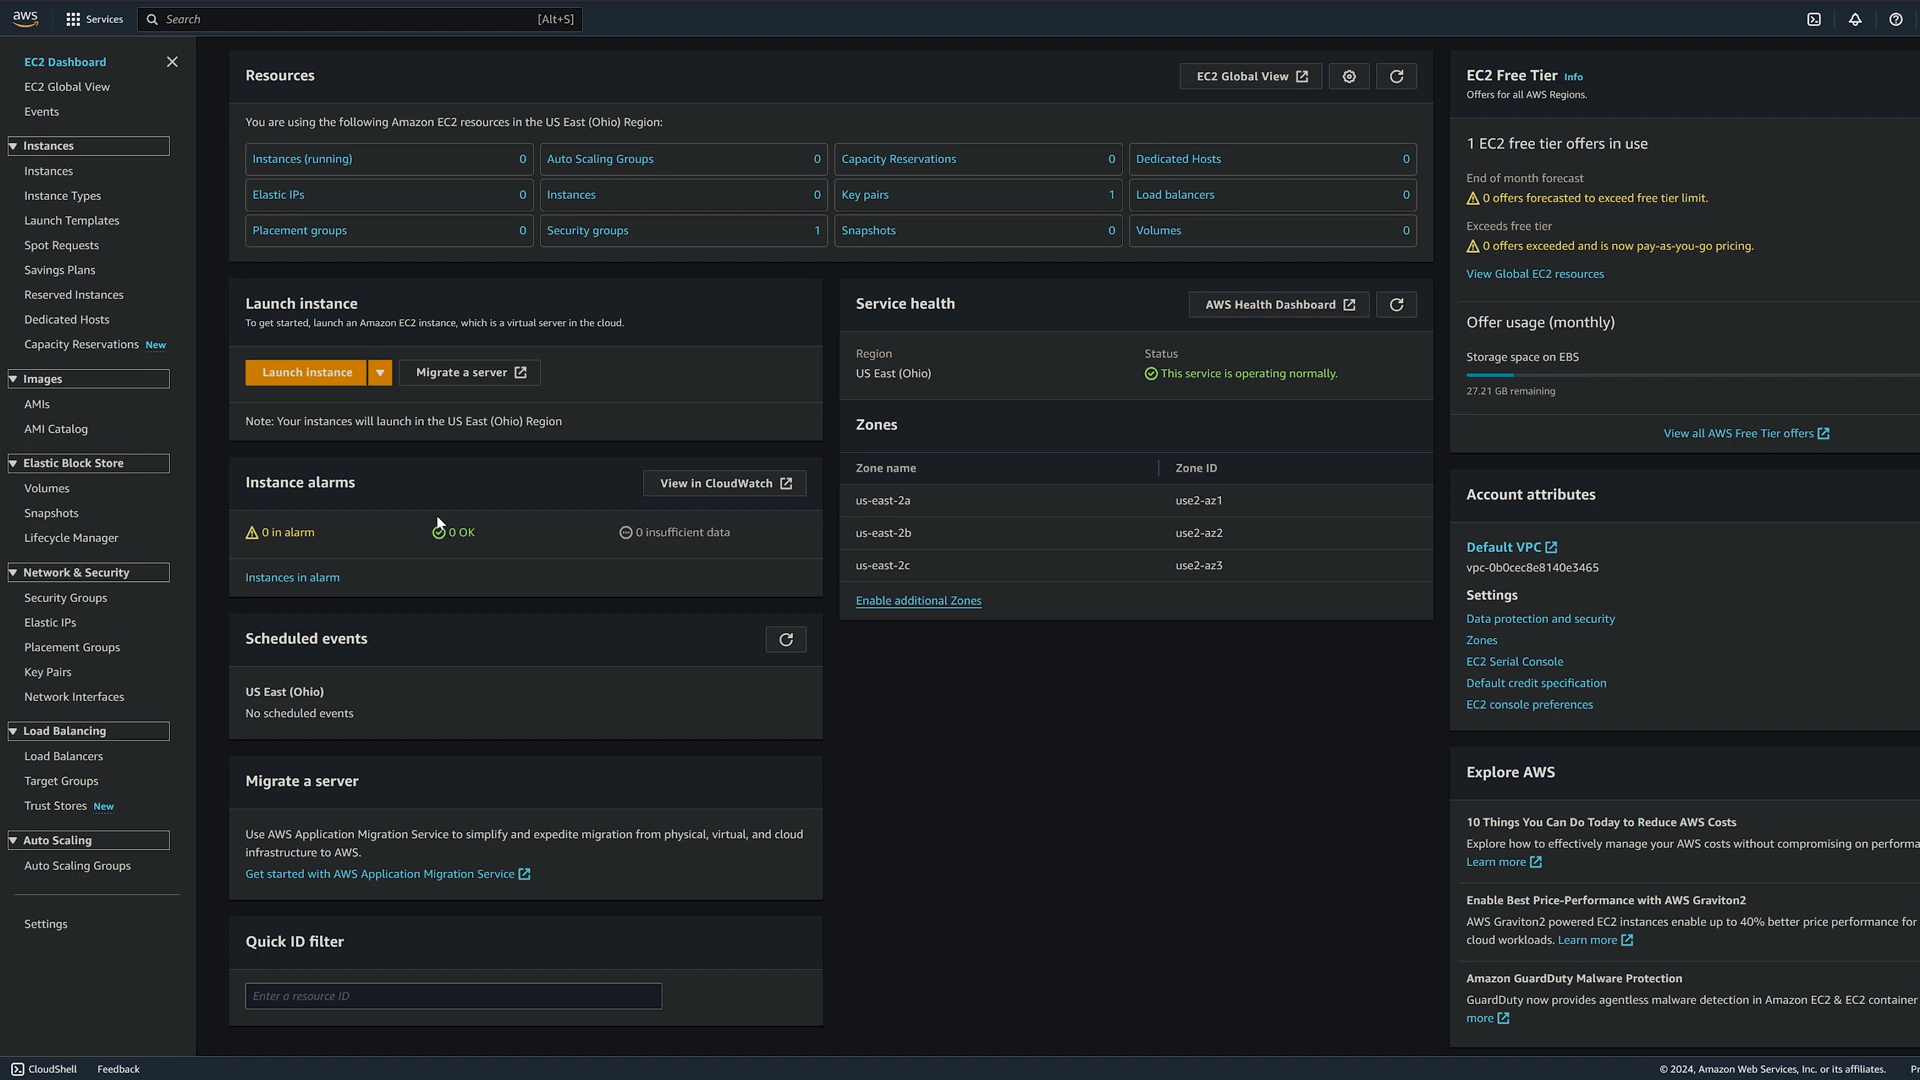 aws
Services
Search
[Alt+S]
EC2 Dashboard
EC2 Global View
Events
Instances
Instances
Instance Types
Launch Templates
Spot Requests
Savings Plans
Reserved Instances
Dedicated Hosts
Capacity Reservations New
Images
AMIs
AMI Catalog
Elastic Block Store
Volumes
Snapshots
Lifecycle Manager
Network & Security
Security Groups
Elastic IPs
Placement Groups
Key Pairs
Network Interfaces
Load Balancing
Load Balancers
Target Groups
Trust Stores New
Auto Scaling
Auto Scaling Groups
Settings
Resources
EC2 Global View
You are using the following Amazon EC2 resources in the US East (Ohio) Region:
Instances (running) 0
Auto Scaling Groups 0
Capacity Reservations 0
Dedicated Hosts 0
Elastic IPs 0
Instances 0
Key pairs 1
Load balancers 0
Placement groups 0
Security groups 1
Snapshots 0
Volumes 0
Launch instance
To get started, launch an Amazon EC2 instance, which is a virtual server in the cloud.
Launch instance
Migrate a server
Note: Your instances will launch in the US East (Ohio) Region
Instance alarms
View in CloudWatch
0 in alarm
0 OK
0 insufficient data
Instances in alarm
Scheduled events
US East (Ohio)
No scheduled events
Migrate a server
Use AWS Application Migration Service to simplify and expedite migration from physical, virtual, and cloud
infrastructure to AWS.
Get started with AWS Application Migration Service
Quick ID filter
Enter a resource ID
Service health
AWS Health Dashboard
Region
Status
US East (Ohio)
This service is operating normally.
Zones
Zone name
Zone ID
us-east-2a
use2-az1
us-east-2b
use2-az2
us-east-2c
use2-az3
Enable additional Zones
EC2 Free Tier Info
Offers for all AWS Regions.
1 EC2 free tier offers in use
End of month forecast
0 offers forecasted to exceed free tier limit.
Exceeds free tier
0 offers exceeded and is now pay-as-you-go pricing.
View Global EC2 resources
Offer usage (monthly)
Storage space on EBS
27.21 GB remaining
View all AWS Free Tier offers
Account attributes
Default VPC
vpc-0b0cec8e8140e3465
Settings
Data protection and security
Zones
EC2 Serial Console
Default credit specification
EC2 console preferences
Explore AWS
10 Things You Can Do Today to Reduce AWS Costs
Explore how to effectively manage your AWS costs without compromising on performa
Learn more
Enable Best Price-Performance with AWS Graviton2
AWS Graviton2 powered EC2 instances enable up to 40% better price performance for
cloud workloads. Learn more
Amazon GuardDuty Malware Protection
GuardDuty now provides agentless malware detection in Amazon EC2 & EC2 container
more
CloudShell
Feedback
© 2024, Amazon Web Services, Inc. or its affiliates.
Pr